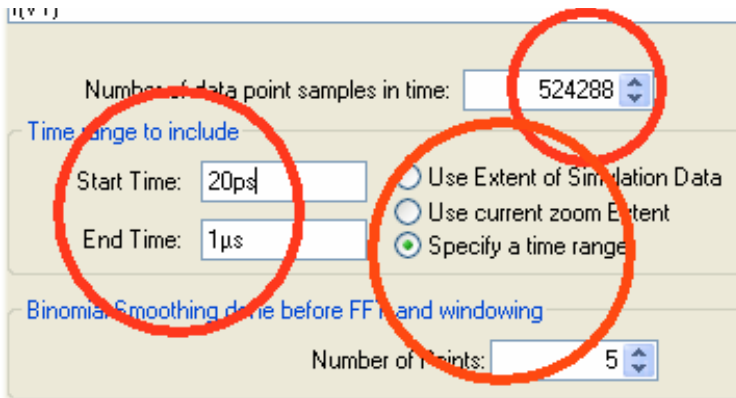 Number of data point samples in time: 524288
Time range to include
Start Time: 20ps
Use Extent of Simulation Data
Use current zoom Extent
End Time: 1µs
Specify a time range
Binomial Smoothing done before FFT and windowing
Number of Points: 5